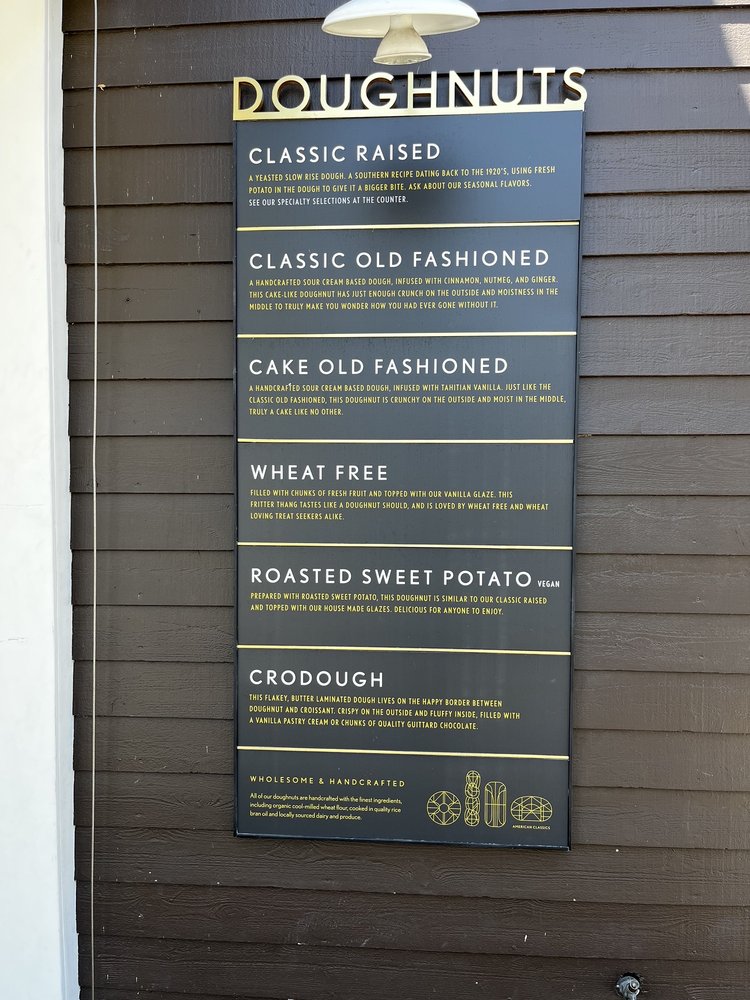 DOUGHNUTS
CLASSIC RAISED
A YEASTED SLOW RISE DOUGH. A SOUTHERN RECIPE DATING BACK TO THE 1920'S, USING FRESH
POTATO IN THE DOUGH TO GIVE IT A BIGGER BITE. ASK ABOUT OUR SEASONAL FLAVORS.
SEE OUR SPECIALTY SELECTIONS AT THE COUNTER.
CLASSIC OLD FASHIONED
A HANDCRAFTED SOUR CREAM BASED DOUGH, INFUSED WITH CINNAMON, NUTMEG, AND GINGER.
THIS CAKE-LIKE DOUGHNUT HAS JUST ENOUGH CRUNCH ON THE OUTSIDE AND MOISTNESS IN THE
MIDDLE TO TRULY MAKE YOU WONDER HOW YOU HAD EVER GONE WITHOUT IT.
CAKE OLD FASHIONED
A HANDCRAFTED SOUR CREAM BASED DOUGH, INFUSED WITH TAHITIAN VANILLA. JUST LIKE THE
CLASSIC OLD FASHIONED, THIS DOUGHNUT IS CRUNCHY ON THE OUTSIDE AND MOIST IN THE MIDDLE,
TRULY A CAKE LIKE NO OTHER.
WHEAT FREE
FILLED WITH CHUNKS OF FRESH FRUIT AND TOPPED WITH OUR VANILLA GLAZE. THIS
FRITTER THANG TASTES LIKE A DOUGHNUT SHOULD, AND IS LOVED BY WHEAT FREE AND WHEAT
LOVING TREAT SEEKERS ALIKE.
ROASTED SWEET POTATO VEGAN
PREPARED WITH ROASTED SWEET POTATO, THIS DOUGHNUT IS SIMILAR TO OUR CLASSIC RAISED
AND TOPPED WITH OUR HOUSE MADE GLAZES. DELICIOUS FOR ANYONE TO ENJOY.
CRODOUGH
THIS FLAKEY, BUTTER LAMINATED DOUGH LIVES ON THE HAPPY BORDER BETWEEN
DOUGHNUT AND CROISSANT. CRISPY ON THE OUTSIDE AND FLUFFY INSIDE, FILLED WITH
A VANILLA PASTRY CREAM OR CHUNKS OF QUALITY GUITTARD CHOCOLATE.
WHOLESOME & HANDCRAFTED
All of our doughnuts are handcrafted with the finest ingredients,
including organic cool-milled wheat flour, cooked in quality rice
bran oil and locally sourced dairy and produce.
AMERICAN CLASSICS